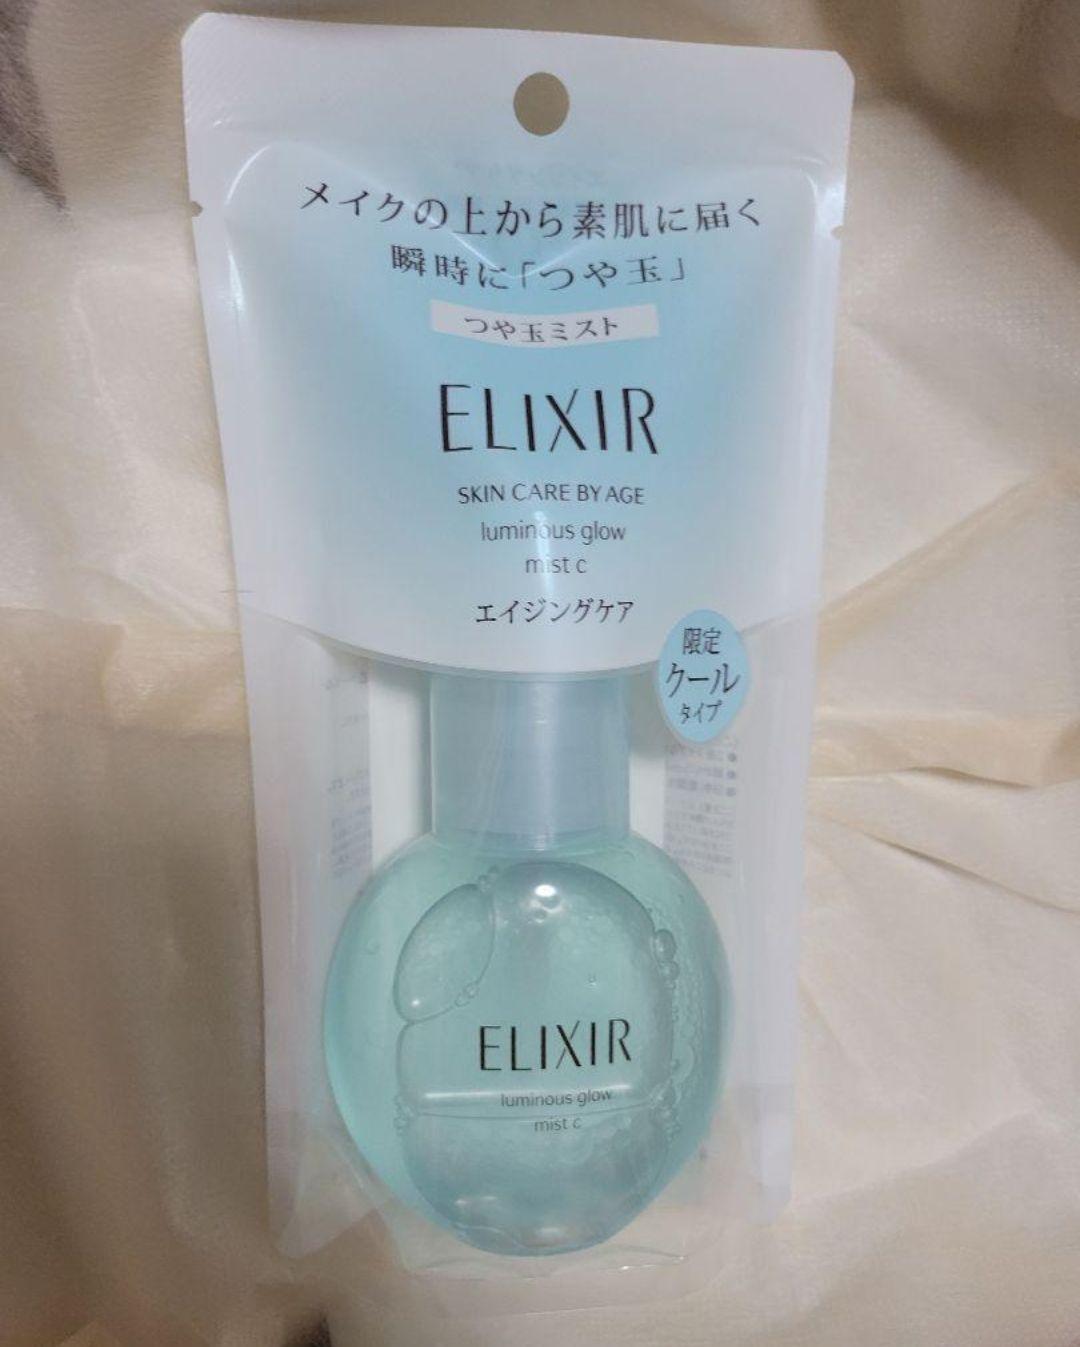 メイクの上から素肌に届く
瞬時に「つや玉」
つや玉ミスト
ELIXIR
SKIN CARE BY AGE
luminous glow
mist c
エイジングケア
限定
クール
タイプ
ELIXIR
luminous glow
mist c